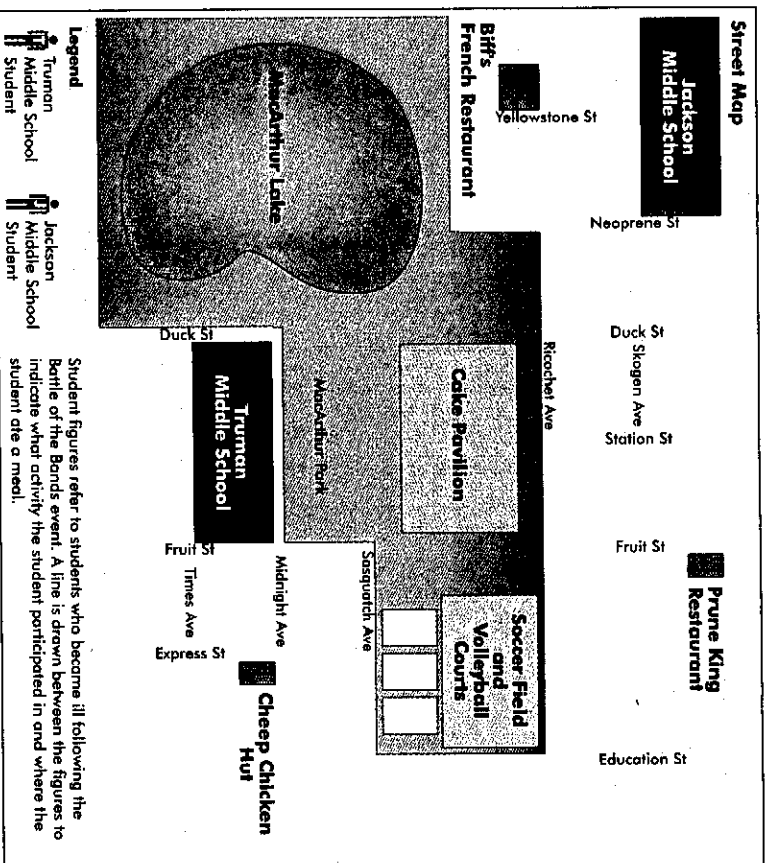 Street Map
Jackson
Middle School
Neoprene St
Duck St
Skogen Ave
Station St
Fruit St
Prune King
Restaurant
Education St
Biff's
French Restaurant
Yellowstone St
Ricochet Ave
MacArthur Lake
Cake Pavilion
Soccer Field
and
Volleyball
Courts
MacArthur Park
Sasquatch Ave
Duck St
Truman
Middle School
Fruit St
Midnight Ave
Times Ave
Express St
Cheep Chicken
Hut
Legend
Truman
Middle School
Student
Jackson
Middle School
Student
Student figures refer to students who became ill following the
Battle of the Bands event. A line is drawn between the figures to
indicate what activity the student participated in and where the
student ate a meal.